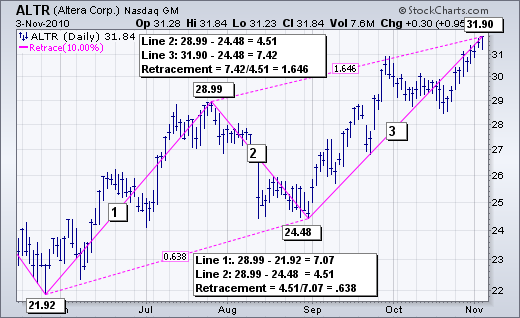 ALTR (Altera Corp.) Nasdaq GM © StockCharts.com
3-Nov-2010 Op 31.28 Hi 31.84 Lo 31.23 Cl 31.84 Vol 7.6M Chg +0.30 (+0.95
ALTR (Daily) 31.84
Retrace(10.00%)
31.90
Line 2: 28.99 - 24.48 = 4.51
Line 3: 31.90 - 24.48 = 7.42
Retracement = 7.42/4.51 = 1.646
1.646
28.99
1
2
3
24.48
0.638
Line 1:. 28.99 - 21.92 = 7.07
Line 2: 28.99 - 24.48 = 4.51
Retracement = 4.51/7.07 = .638
21.92
31
30
29
28
27
26
25
24
23
22
Jul Aug Sep Oct Nov